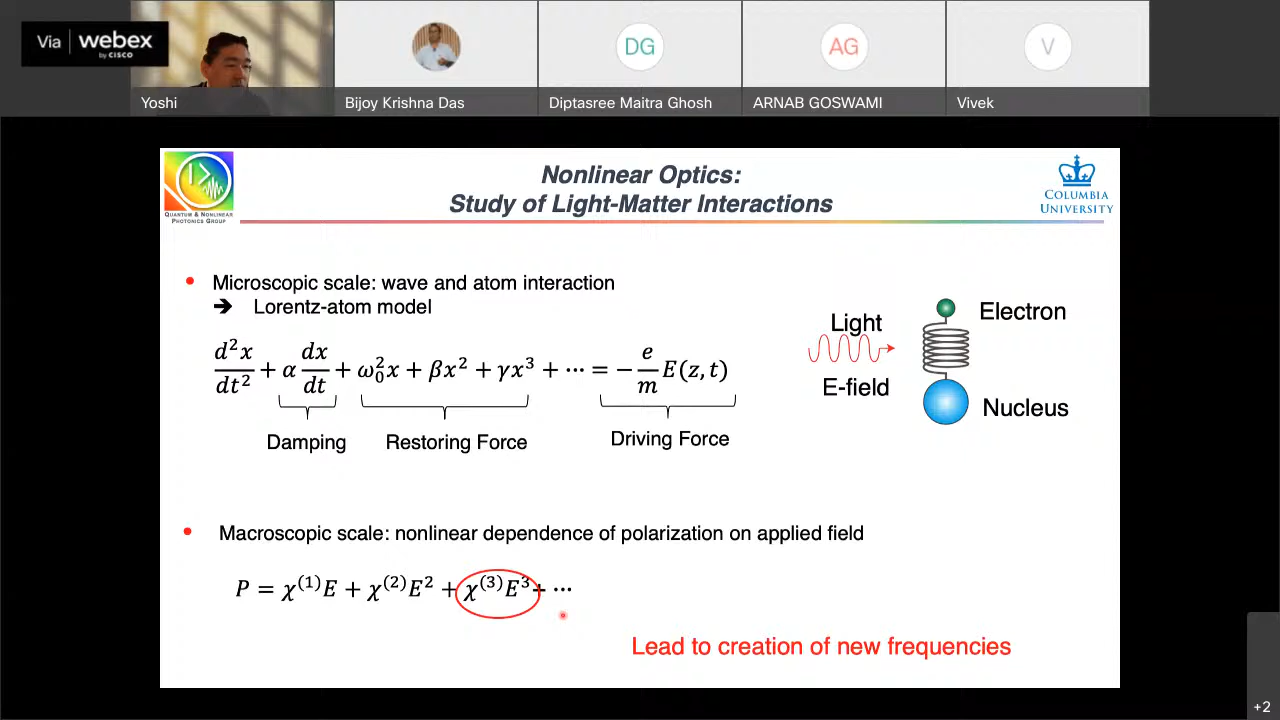 Via webex
by CISCO
DG
AG
V
Yoshi
Bijoy Krishna Das
Diptasree Maitra Ghosh
ARNAB GOSWAMI
Vivek
QUANTUM & NONLINEAR
PHOTONICS GROUP
Nonlinear Optics:
Study of Light-Matter Interactions
COLUMBIA
UNIVERSITY
• Microscopic scale: wave and atom interaction
➔ Lorentz-atom model
d²x/dt² + α dx/dt + ω₀²x + βx² + γx³ + ⋯ = − e/m E(z, t)
Damping
Restoring Force
Driving Force
Light
E-field
Electron
Nucleus
• Macroscopic scale: nonlinear dependence of polarization on applied field
P = χ⁽¹⁾E + χ⁽²⁾E² + χ⁽³⁾E³ + ⋯
Lead to creation of new frequencies
+2